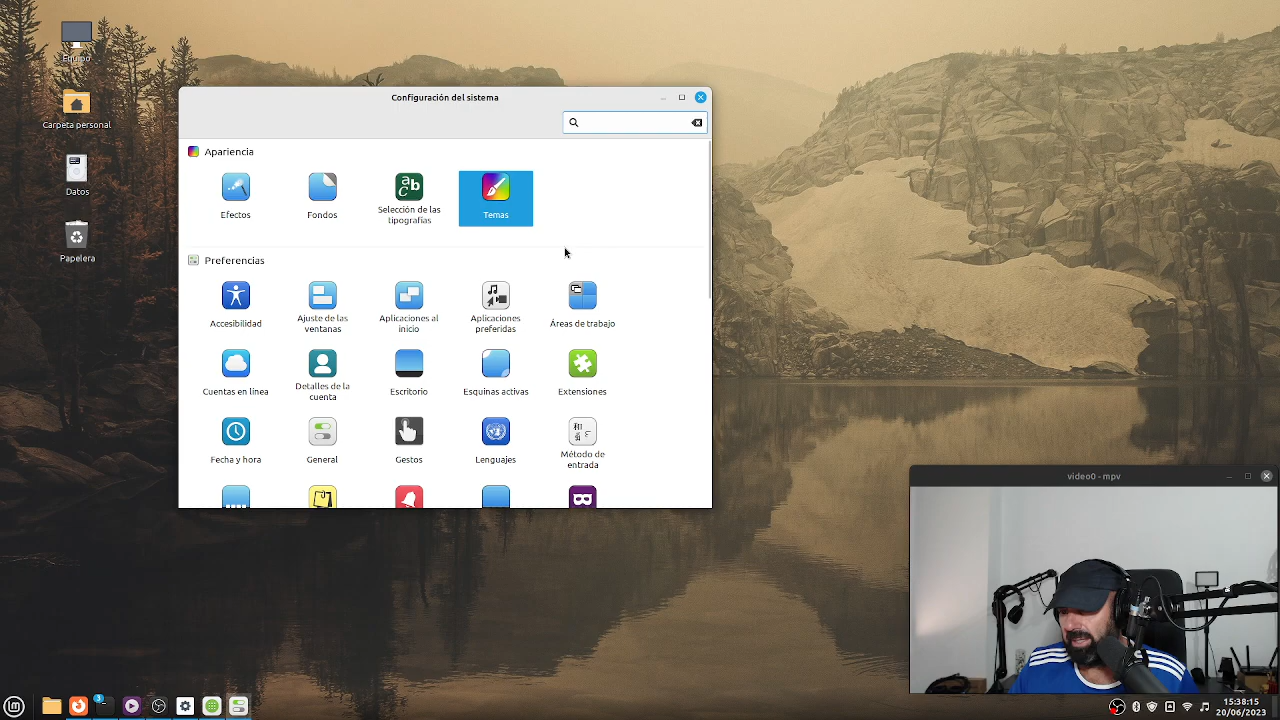 Equipo
Carpeta personal
Datos
Papelera
Configuración del sistema
Apariencia
Efectos
Fondos
Selección de las
tipografías
Temas
Preferencias
Accesibilidad
Ajuste de las
ventanas
Aplicaciones al
inicio
Aplicaciones
preferidas
Áreas de trabajo
Cuentas en línea
Detalles de la
cuenta
Escritorio
Esquinas activas
Extensiones
Fecha y hora
General
Gestos
Lenguajes
Método de
entrada
video0 - mpv
3
15:38:15
20/06/2023